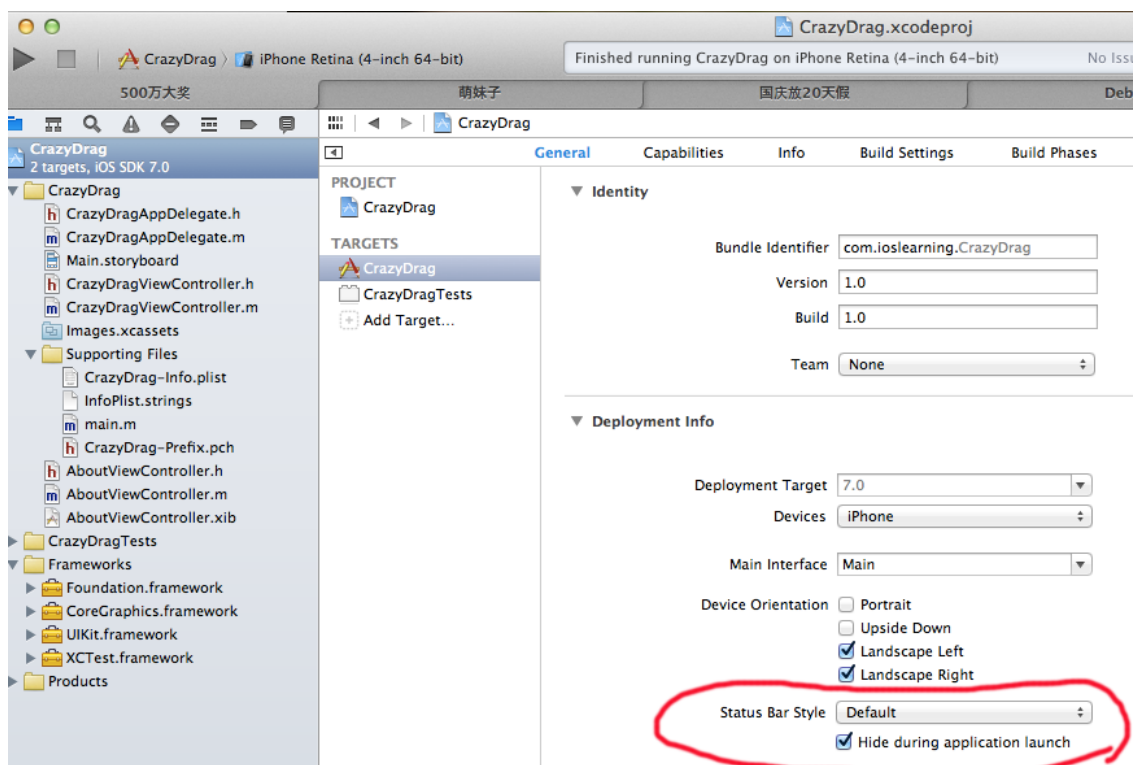 CrazyDrag.xcodeproj
CrazyDrag
iPhone Retina (4-inch 64-bit)
Finished running CrazyDrag on iPhone Retina (4-inch 64-bit)
No Issu
500万大奖
萌妹子
国庆放20天假
Deb
CrazyDrag
CrazyDrag
2 targets, iOS SDK 7.0
CrazyDrag
CrazyDragAppDelegate.h
CrazyDragAppDelegate.m
Main.storyboard
CrazyDragViewController.h
CrazyDragViewController.m
Images.xcassets
Supporting Files
CrazyDrag-Info.plist
InfoPlist.strings
main.m
CrazyDrag-Prefix.pch
AboutViewController.h
AboutViewController.m
AboutViewController.xib
CrazyDragTests
Frameworks
Foundation.framework
CoreGraphics.framework
UIKit.framework
XCTest.framework
Products
General
Capabilities
Info
Build Settings
Build Phases
PROJECT
CrazyDrag
TARGETS
CrazyDrag
CrazyDragTests
Add Target...
Identity
Bundle Identifier com.ioslearning.CrazyDrag
Version 1.0
Build 1.0
Team None
Deployment Info
Deployment Target 7.0
Devices iPhone
Main Interface Main
Device Orientation Portrait
Upside Down
Landscape Left
Landscape Right
Status Bar Style Default
Hide during application launch